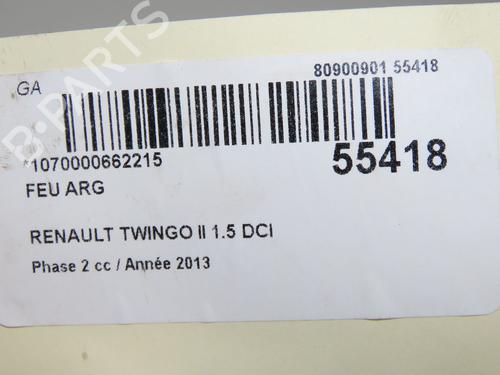 B-PARTS
GA
80900901 55418
*1070000662215
55418
FEU ARG
RENAULT TWINGO II 1.5 DCI
Phase 2 cc / Année 2013